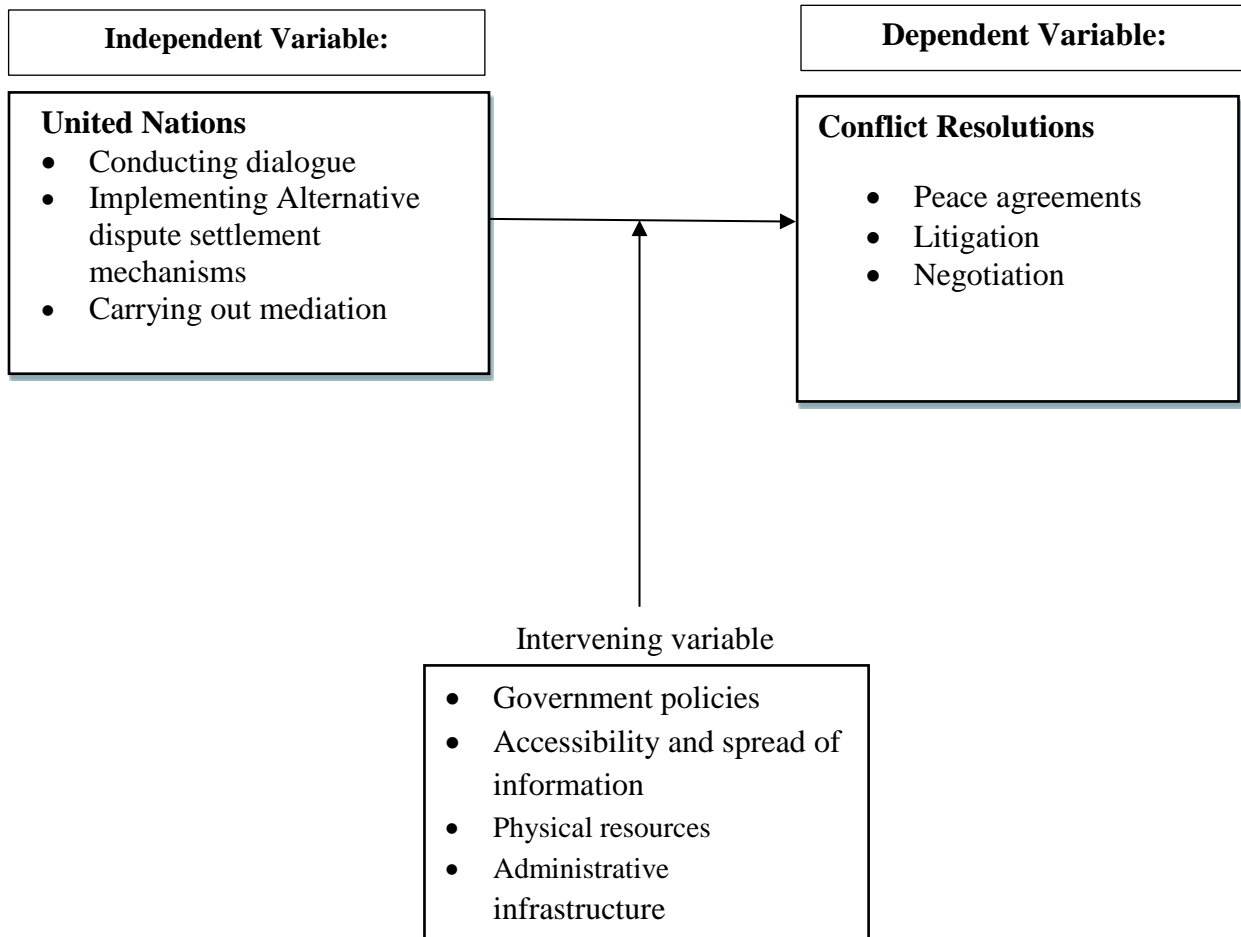 Independent Variable:
Dependent Variable:
United Nations
• Conducting dialogue
• Implementing Alternative
dispute settlement
mechanisms
• Carrying out mediation
Conflict Resolutions
• Peace agreements
• Litigation
• Negotiation
Intervening variable
• Government policies
• Accessibility and spread of
information
• Physical resources
• Administrative
infrastructure